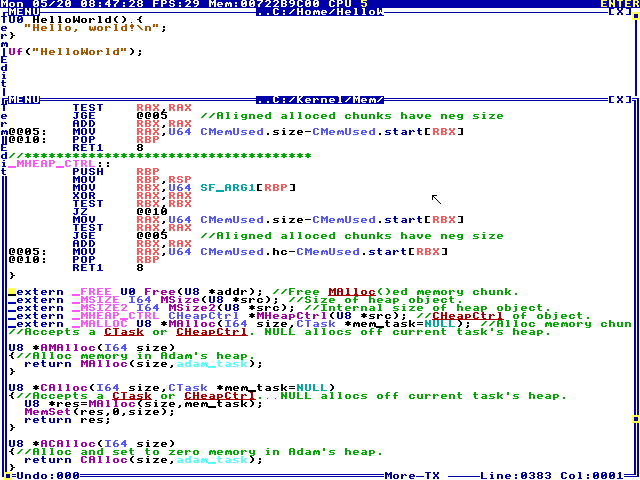 Mon 05/20 08:47:28 FPS:29 Mem:00722B9C00 CPU 5 ENTER
MENU ..C:/Home/HelloW [X]
U0 HelloWorld() {
"Hello, world!\n";
}
Uf("HelloWorld");
MENU ..C:/Kernel/Mem/ [X]
TEST RAX,RAX
JGE @@05 //Aligned alloced chunks have neg size
ADD RBX,RAX
@@05: MOV RAX,U64 CMemUsed.size-CMemUsed.start[RBX]
@@10: POP RBP
RET1 8
//************************************
_MHEAP_CTRL::
PUSH RBP
MOV RBP,RSP
MOV RBX,U64 SF_ARG1[RBP]
XOR RAX,RAX
TEST RBX,RBX
JZ @@10
MOV RAX,U64 CMemUsed.size-CMemUsed.start[RBX]
TEST RAX,RAX
JGE @@05 //Aligned alloced chunks have neg size
ADD RBX,RAX
@@05: MOV RAX,U64 CMemUsed.hc-CMemUsed.start[RBX]
@@10: POP RBP
RET1 8
}
_extern _FREE U0 Free(U8 *addr); //Free MAlloc()ed memory chunk.
_extern _MSIZE I64 MSize(U8 *src); //Size of heap object.
_extern _MSIZE2 I64 MSize2(U8 *src); //Internal size of heap object.
_extern _MHEAP_CTRL CHeapCtrl *MHeapCtrl(U8 *src); //CHeapCtrl of object.
_extern _MALLOC U8 *MAlloc(I64 size,CTask *mem_task=NULL); //Alloc memory chun
//Accepts a CTask or CHeapCtrl. NULL allocs off current task's heap.
U8 *AMAlloc(I64 size)
{//Alloc memory in Adam's heap.
return MAlloc(size,adam_task);
}
U8 *CAlloc(I64 size,CTask *mem_task=NULL)
{//Accepts a CTask or CHeapCtrl. NULL allocs off current task's heap.
U8 *res=MAlloc(size,mem_task);
MemSet(res,0,size);
return res;
}
U8 *ACAlloc(I64 size)
{//Alloc and set to zero memory in Adam's heap.
return CAlloc(size,adam_task);
}
Undo:000 More-TX Line:0383 Col:0001